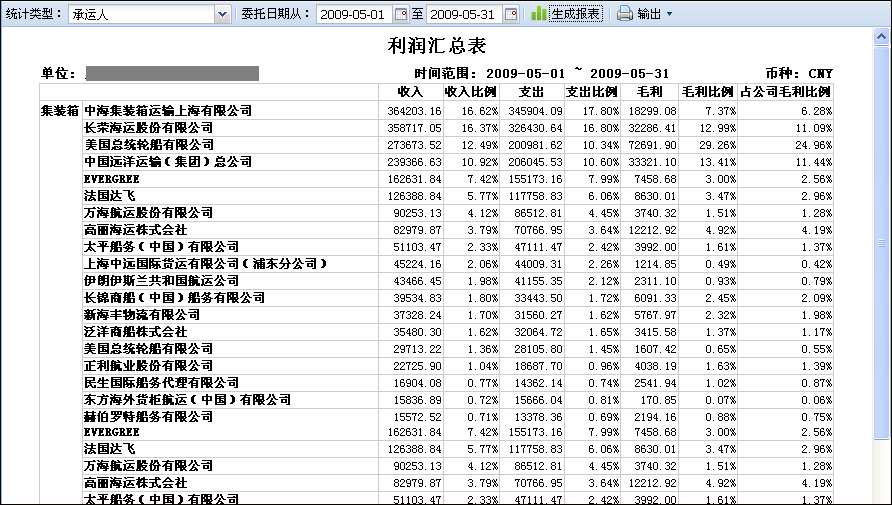 统计类型： 承运人 委托日期从： 2009-05-01 至 2009-05-31 生成报表 输出
利润汇总表
单位： 时间范围：2009-05-01 ~ 2009-05-31 币种：CNY
收入 收入比例 支出 支出比例 毛利 毛利比例 占公司毛利比例
集装箱 中海集装箱运输上海有限公司 364203.16 16.62% 345904.09 17.80% 18299.08 7.37% 6.28%
长荣海运股份有限公司 358717.05 16.37% 326430.64 16.80% 32286.41 12.99% 11.09%
美国总统轮船有限公司 273673.52 12.49% 200981.62 10.34% 72691.90 29.26% 24.96%
中国远洋运输（集团）总公司 239366.63 10.92% 206045.53 10.60% 33321.10 13.41% 11.44%
EVERGREE 162631.84 7.42% 155173.16 7.99% 7458.68 3.00% 2.56%
法国达飞 126388.84 5.77% 117758.83 6.06% 8630.01 3.47% 2.96%
万海航运股份有限公司 90253.13 4.12% 86512.81 4.45% 3740.32 1.51% 1.28%
高丽海运株式会社 82979.87 3.79% 70766.95 3.64% 12212.92 4.92% 4.19%
太平船务（中国）有限公司 51103.47 2.33% 47111.47 2.42% 3992.00 1.61% 1.37%
上海中远国际货运有限公司（浦东分公司） 45224.16 2.06% 44009.31 2.26% 1214.85 0.49% 0.42%
伊朗伊斯兰共和国航运公司 43466.45 1.98% 41155.35 2.12% 2311.10 0.93% 0.79%
长锦商船（中国）船务有限公司 39534.83 1.80% 33443.50 1.72% 6091.33 2.45% 2.09%
新海丰物流有限公司 37328.24 1.70% 31560.27 1.62% 5767.97 2.32% 1.98%
泛洋商船株式会社 35480.30 1.62% 32064.72 1.65% 3415.58 1.37% 1.17%
美国总统轮船有限公司 29713.22 1.36% 28105.80 1.45% 1607.42 0.65% 0.55%
正利航业股份有限公司 22725.90 1.04% 18687.70 0.96% 4038.19 1.63% 1.39%
民生国际船务代理有限公司 16904.08 0.77% 14362.14 0.74% 2541.94 1.02% 0.87%
东方海外货柜航运（中国）有限公司 15836.89 0.72% 15666.04 0.81% 170.85 0.07% 0.06%
赫伯罗特船务有限公司 15572.52 0.71% 13378.36 0.69% 2194.16 0.88% 0.75%
EVERGREE 162631.84 7.42% 155173.16 7.99% 7458.68 3.00% 2.56%
法国达飞 126388.84 5.77% 117758.83 6.06% 8630.01 3.47% 2.96%
万海航运股份有限公司 90253.13 4.12% 86512.81 4.45% 3740.32 1.51% 1.28%
高丽海运株式会社 82979.87 3.79% 70766.95 3.64% 12212.92 4.92% 4.19%
太平船务（中国）有限公司 51103.47 2.33% 47111.47 2.42% 3992.00 1.61% 1.37%